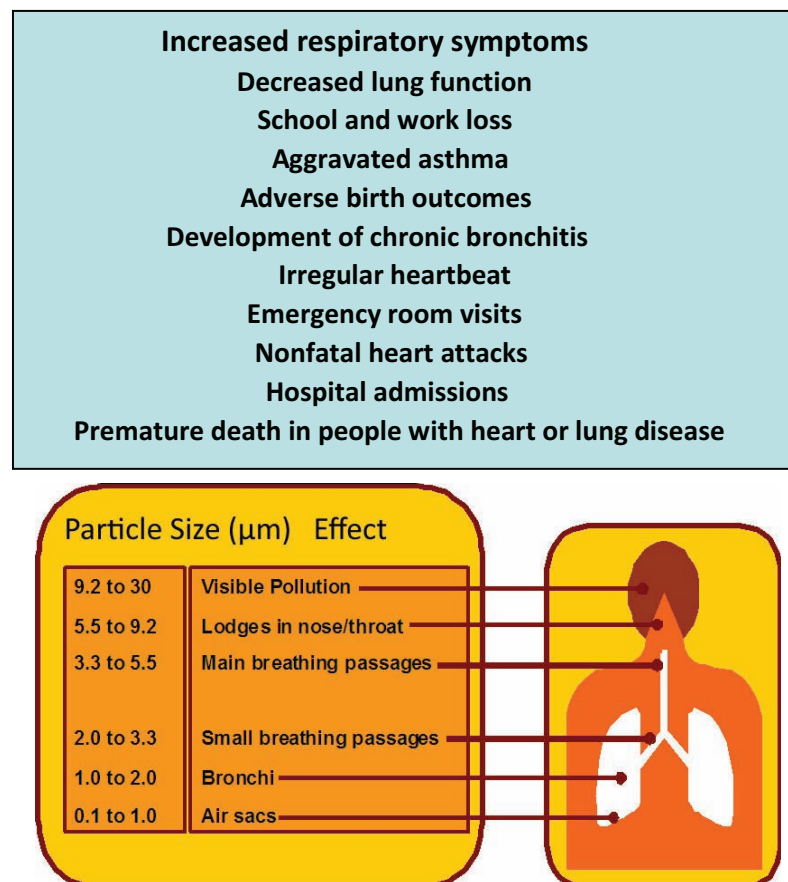 Increased respiratory symptoms
Decreased lung function
School and work loss
Aggravated asthma
Adverse birth outcomes
Development of chronic bronchitis
Irregular heartbeat
Emergency room visits
Nonfatal heart attacks
Hospital admissions
Premature death in people with heart or lung disease
Particle Size (µm) Effect
9.2 to 30 Visible Pollution
5.5 to 9.2 Lodges in nose/throat
3.3 to 5.5 Main breathing passages
2.0 to 3.3 Small breathing passages
1.0 to 2.0 Bronchi
0.1 to 1.0 Air sacs